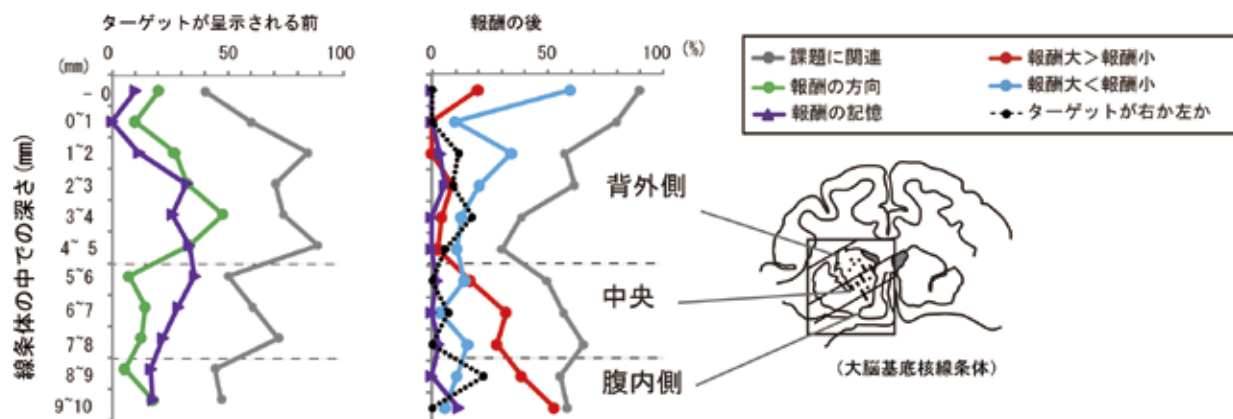 ターゲットが呈示される前
報酬の後
0 50 100
0 50 100 (%)
(mm)
- 0
0~1
1~2
2~3
3~4
4~5
5~6
6~7
7~8
8~9
9~10
線条体の中での深さ(mm)
課題に関連
報酬の方向
報酬の記憶
報酬大>報酬小
報酬大<報酬小
ターゲットが右か左か
背外側
中央
腹内側
(大脳基底核線条体)